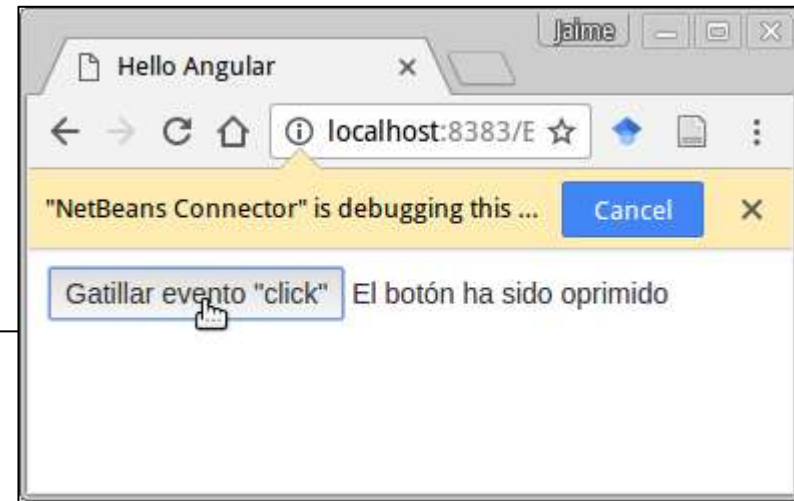 Jaime
Hello Angular
localhost:8383/E
"NetBeans Connector" is debugging this ... Cancel
Gatillar evento "click" El botón ha sido oprimido